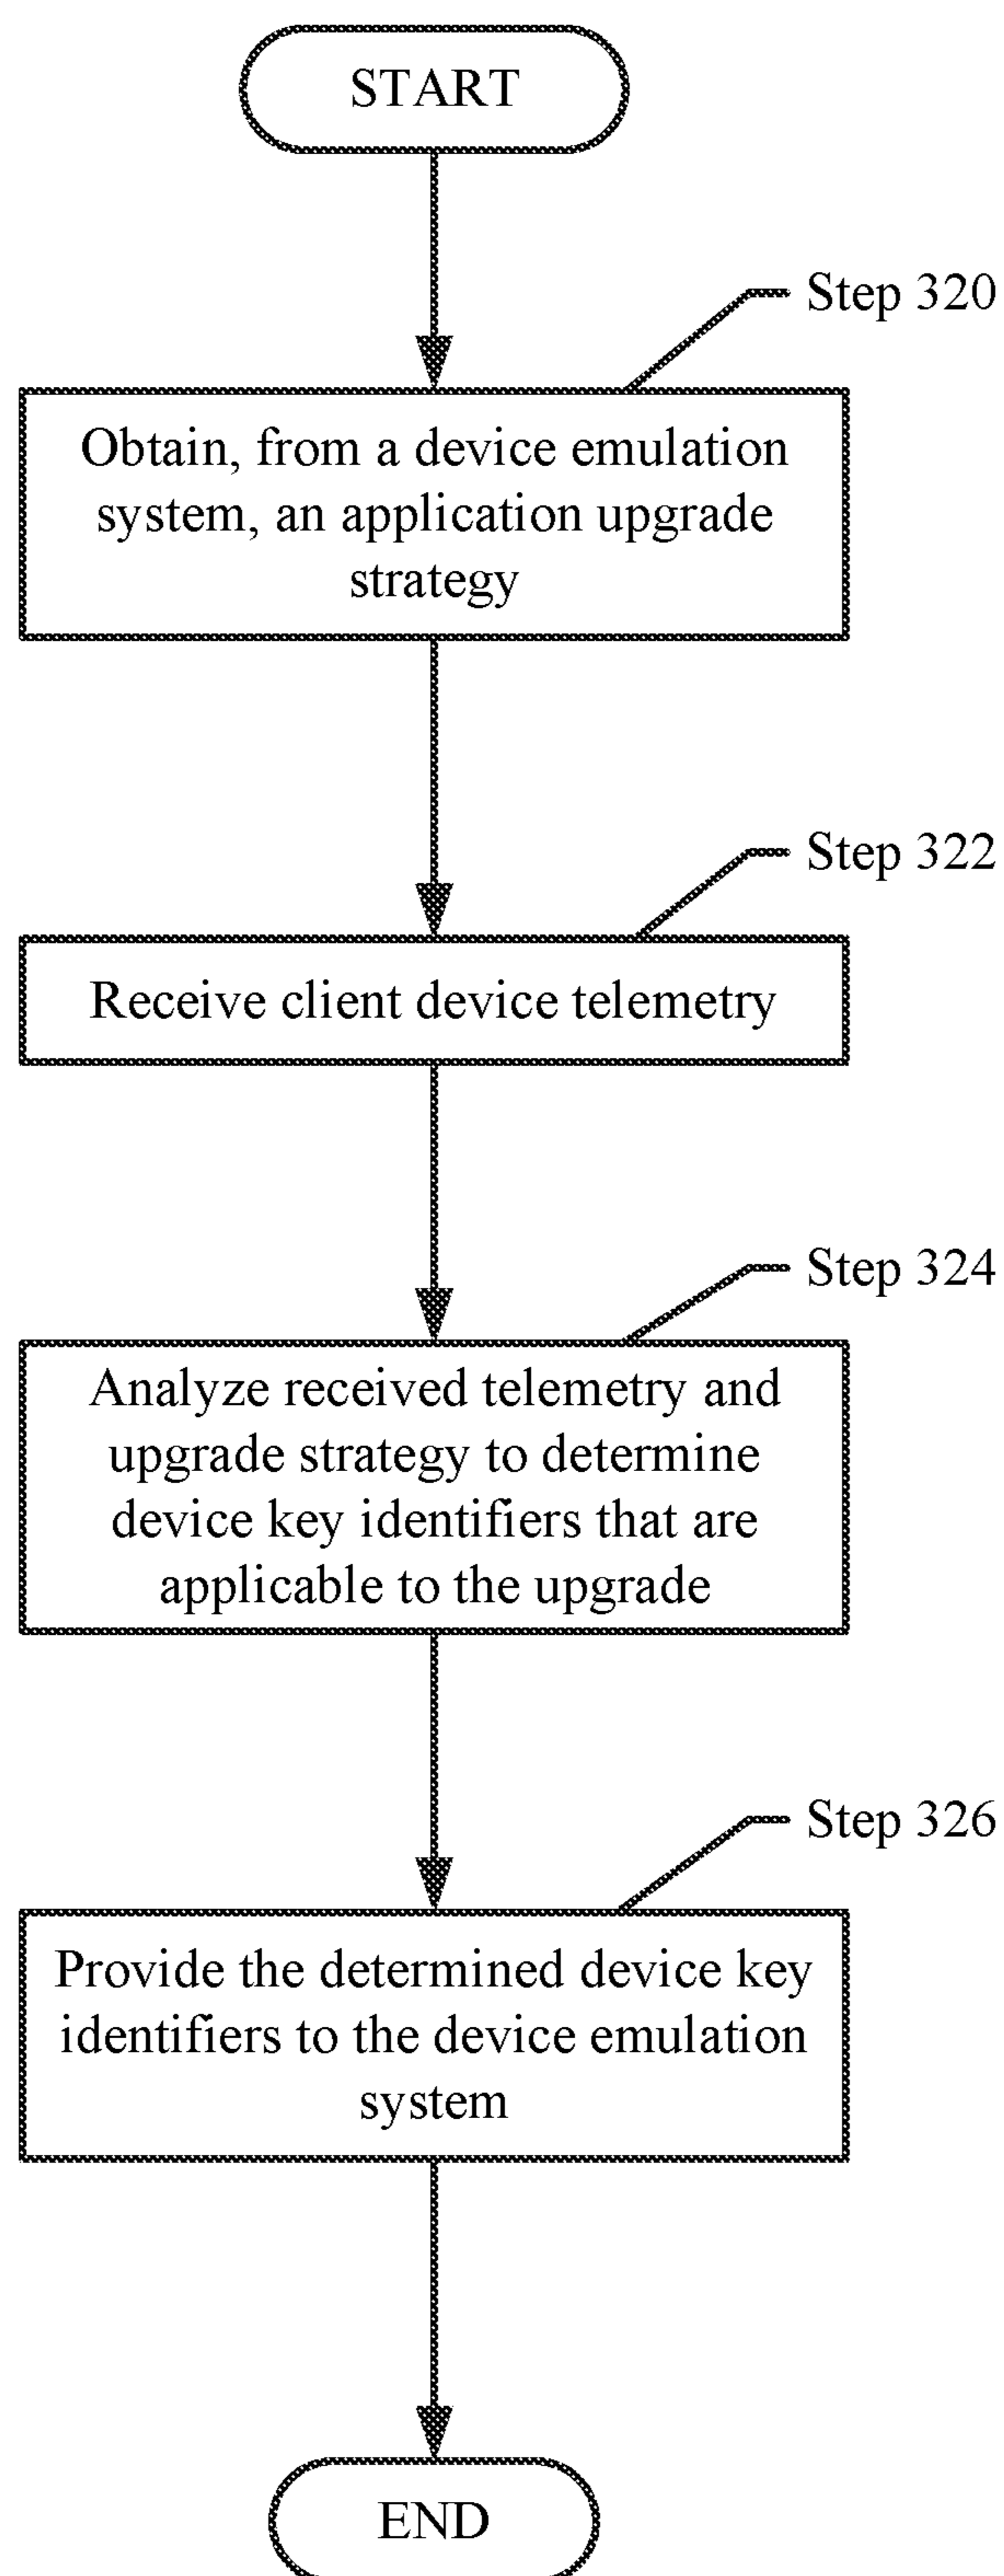 START
Step 320
Obtain, from a device emulation
system, an application upgrade
strategy
Step 322
Receive client device telemetry
Step 324
Analyze received telemetry and
upgrade strategy to determine
device key identifiers that are
applicable to the upgrade
Step 326
Provide the determined device key
identifiers to the device emulation
system
END